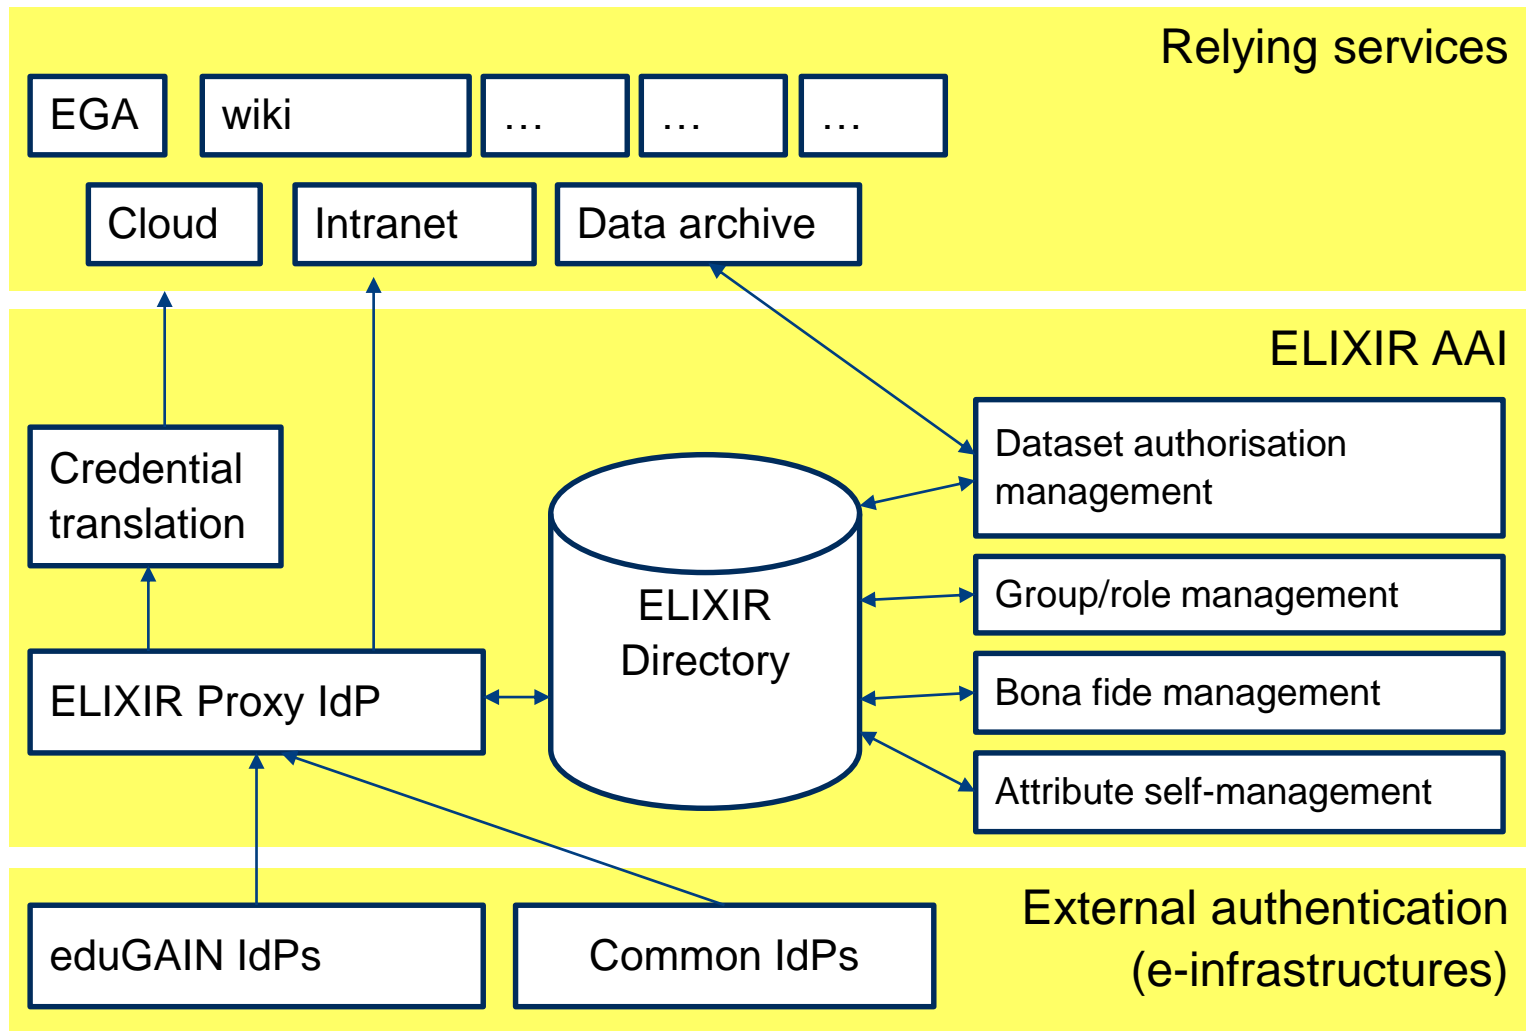 Relying services
EGA
wiki
…
…
…
Cloud
Intranet
Data archive
ELIXIR AAI
Dataset authorisation
management
Credential
translation
Group/role management
ELIXIR
Directory
Bona fide management
ELIXIR Proxy IdP
Attribute self-management
External authentication
(e-infrastructures)
eduGAIN IdPs
Common IdPs